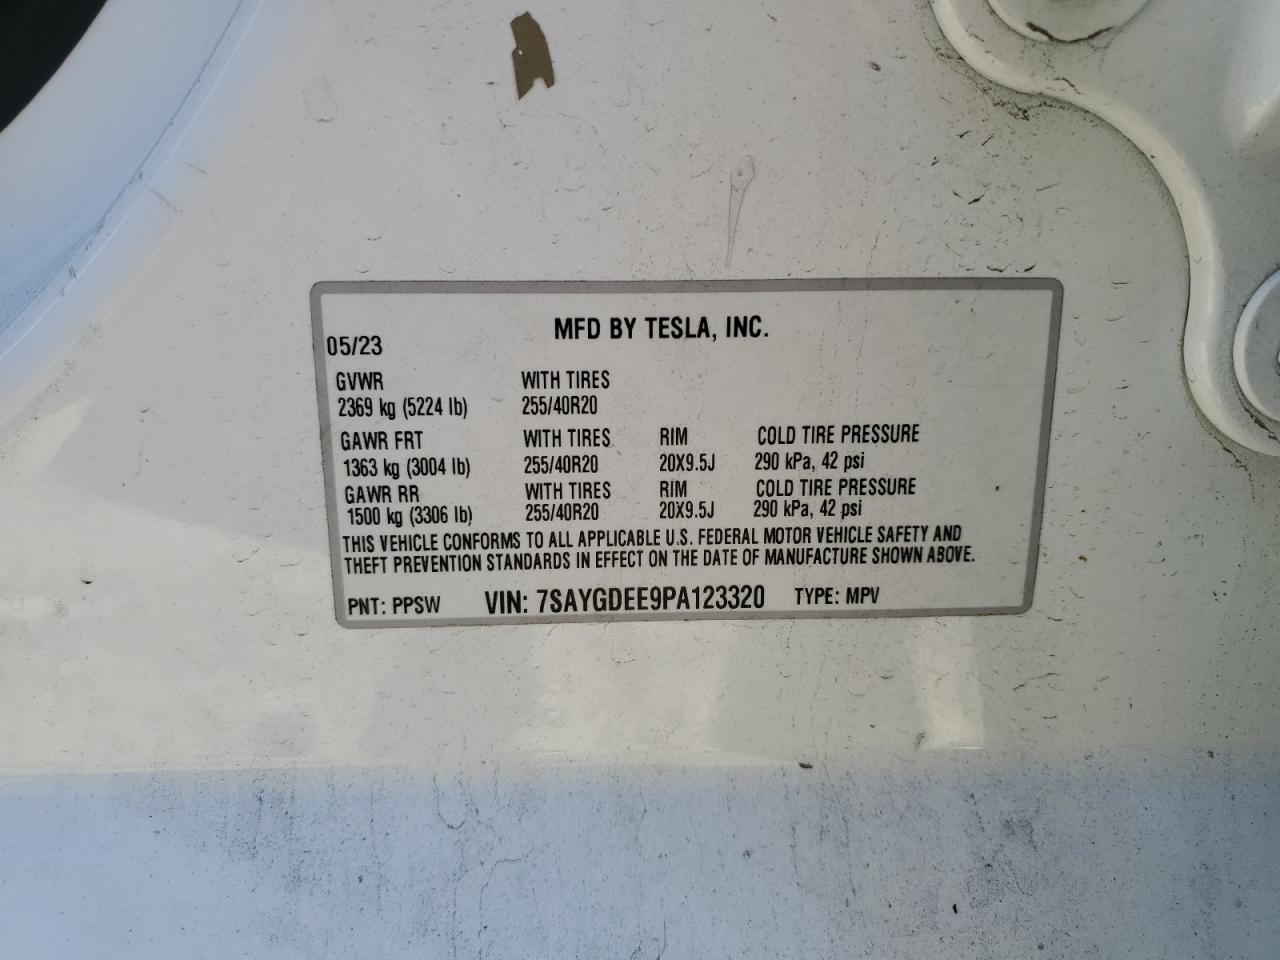 MFD BY TESLA, INC.
05/23
GVWR WITH TIRES
2369 kg (5224 lb) 255/40R20
GAWR FRT WITH TIRES RIM COLD TIRE PRESSURE
1363 kg (3004 lb) 255/40R20 20X9.5J 290 kPa, 42 psi
GAWR RR WITH TIRES RIM COLD TIRE PRESSURE
1500 kg (3306 lb) 255/40R20 20X9.5J 290 kPa, 42 psi
THIS VEHICLE CONFORMS TO ALL APPLICABLE U.S. FEDERAL MOTOR VEHICLE SAFETY AND
THEFT PREVENTION STANDARDS IN EFFECT ON THE DATE OF MANUFACTURE SHOWN ABOVE.
PNT: PPSW VIN: 7SAYGDEE9PA123320 TYPE: MPV